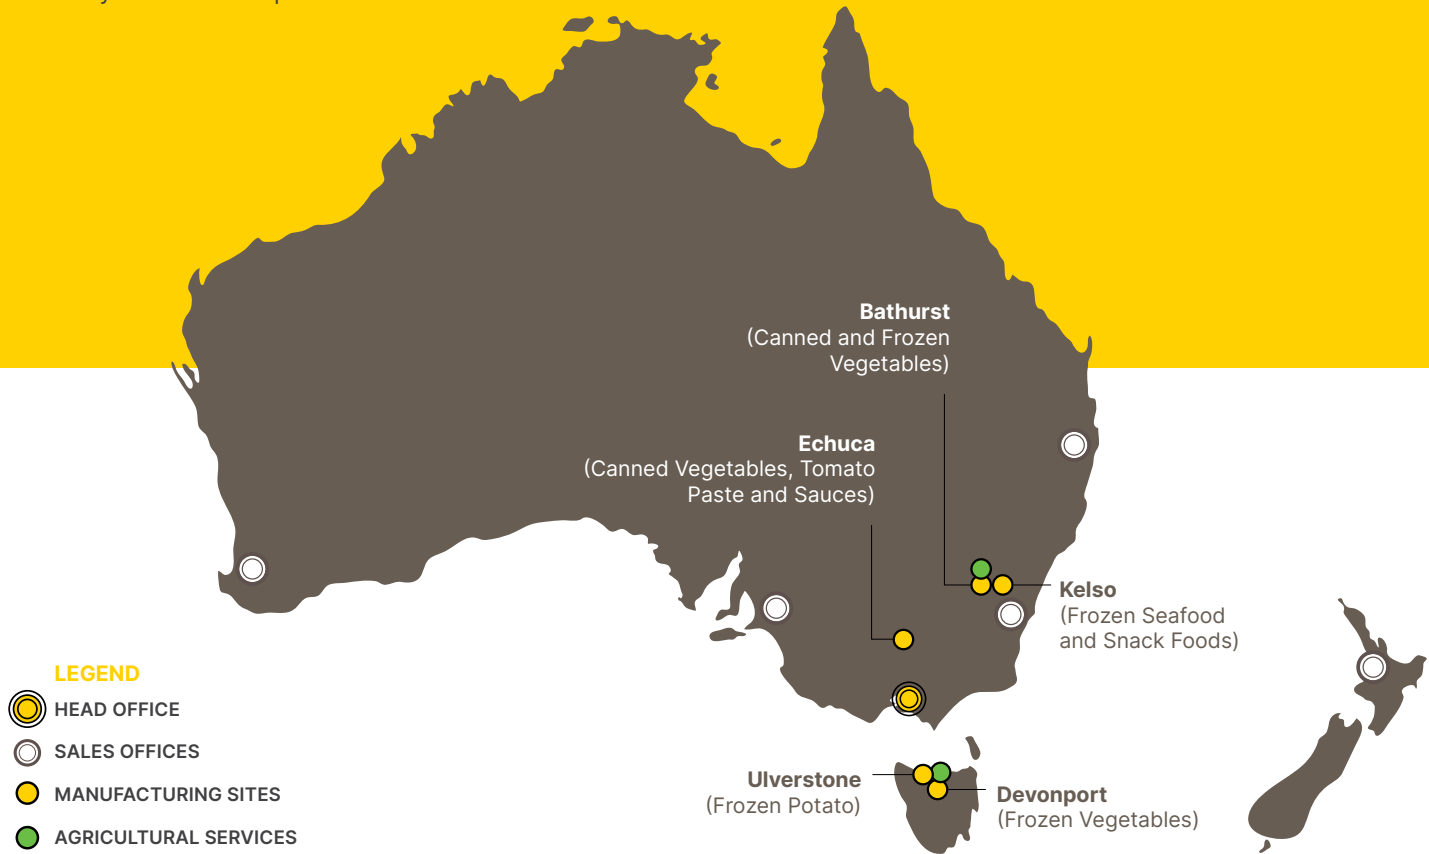 Bathurst
(Canned and Frozen
Vegetables)
Echuca
(Canned Vegetables, Tomato
Paste and Sauces)
Kelso
(Frozen Seafood
and Snack Foods)
LEGEND
HEAD OFFICE
SALES OFFICES
MANUFACTURING SITES
AGRICULTURAL SERVICES
Ulverstone
(Frozen Potato)
Devonport
(Frozen Vegetables)